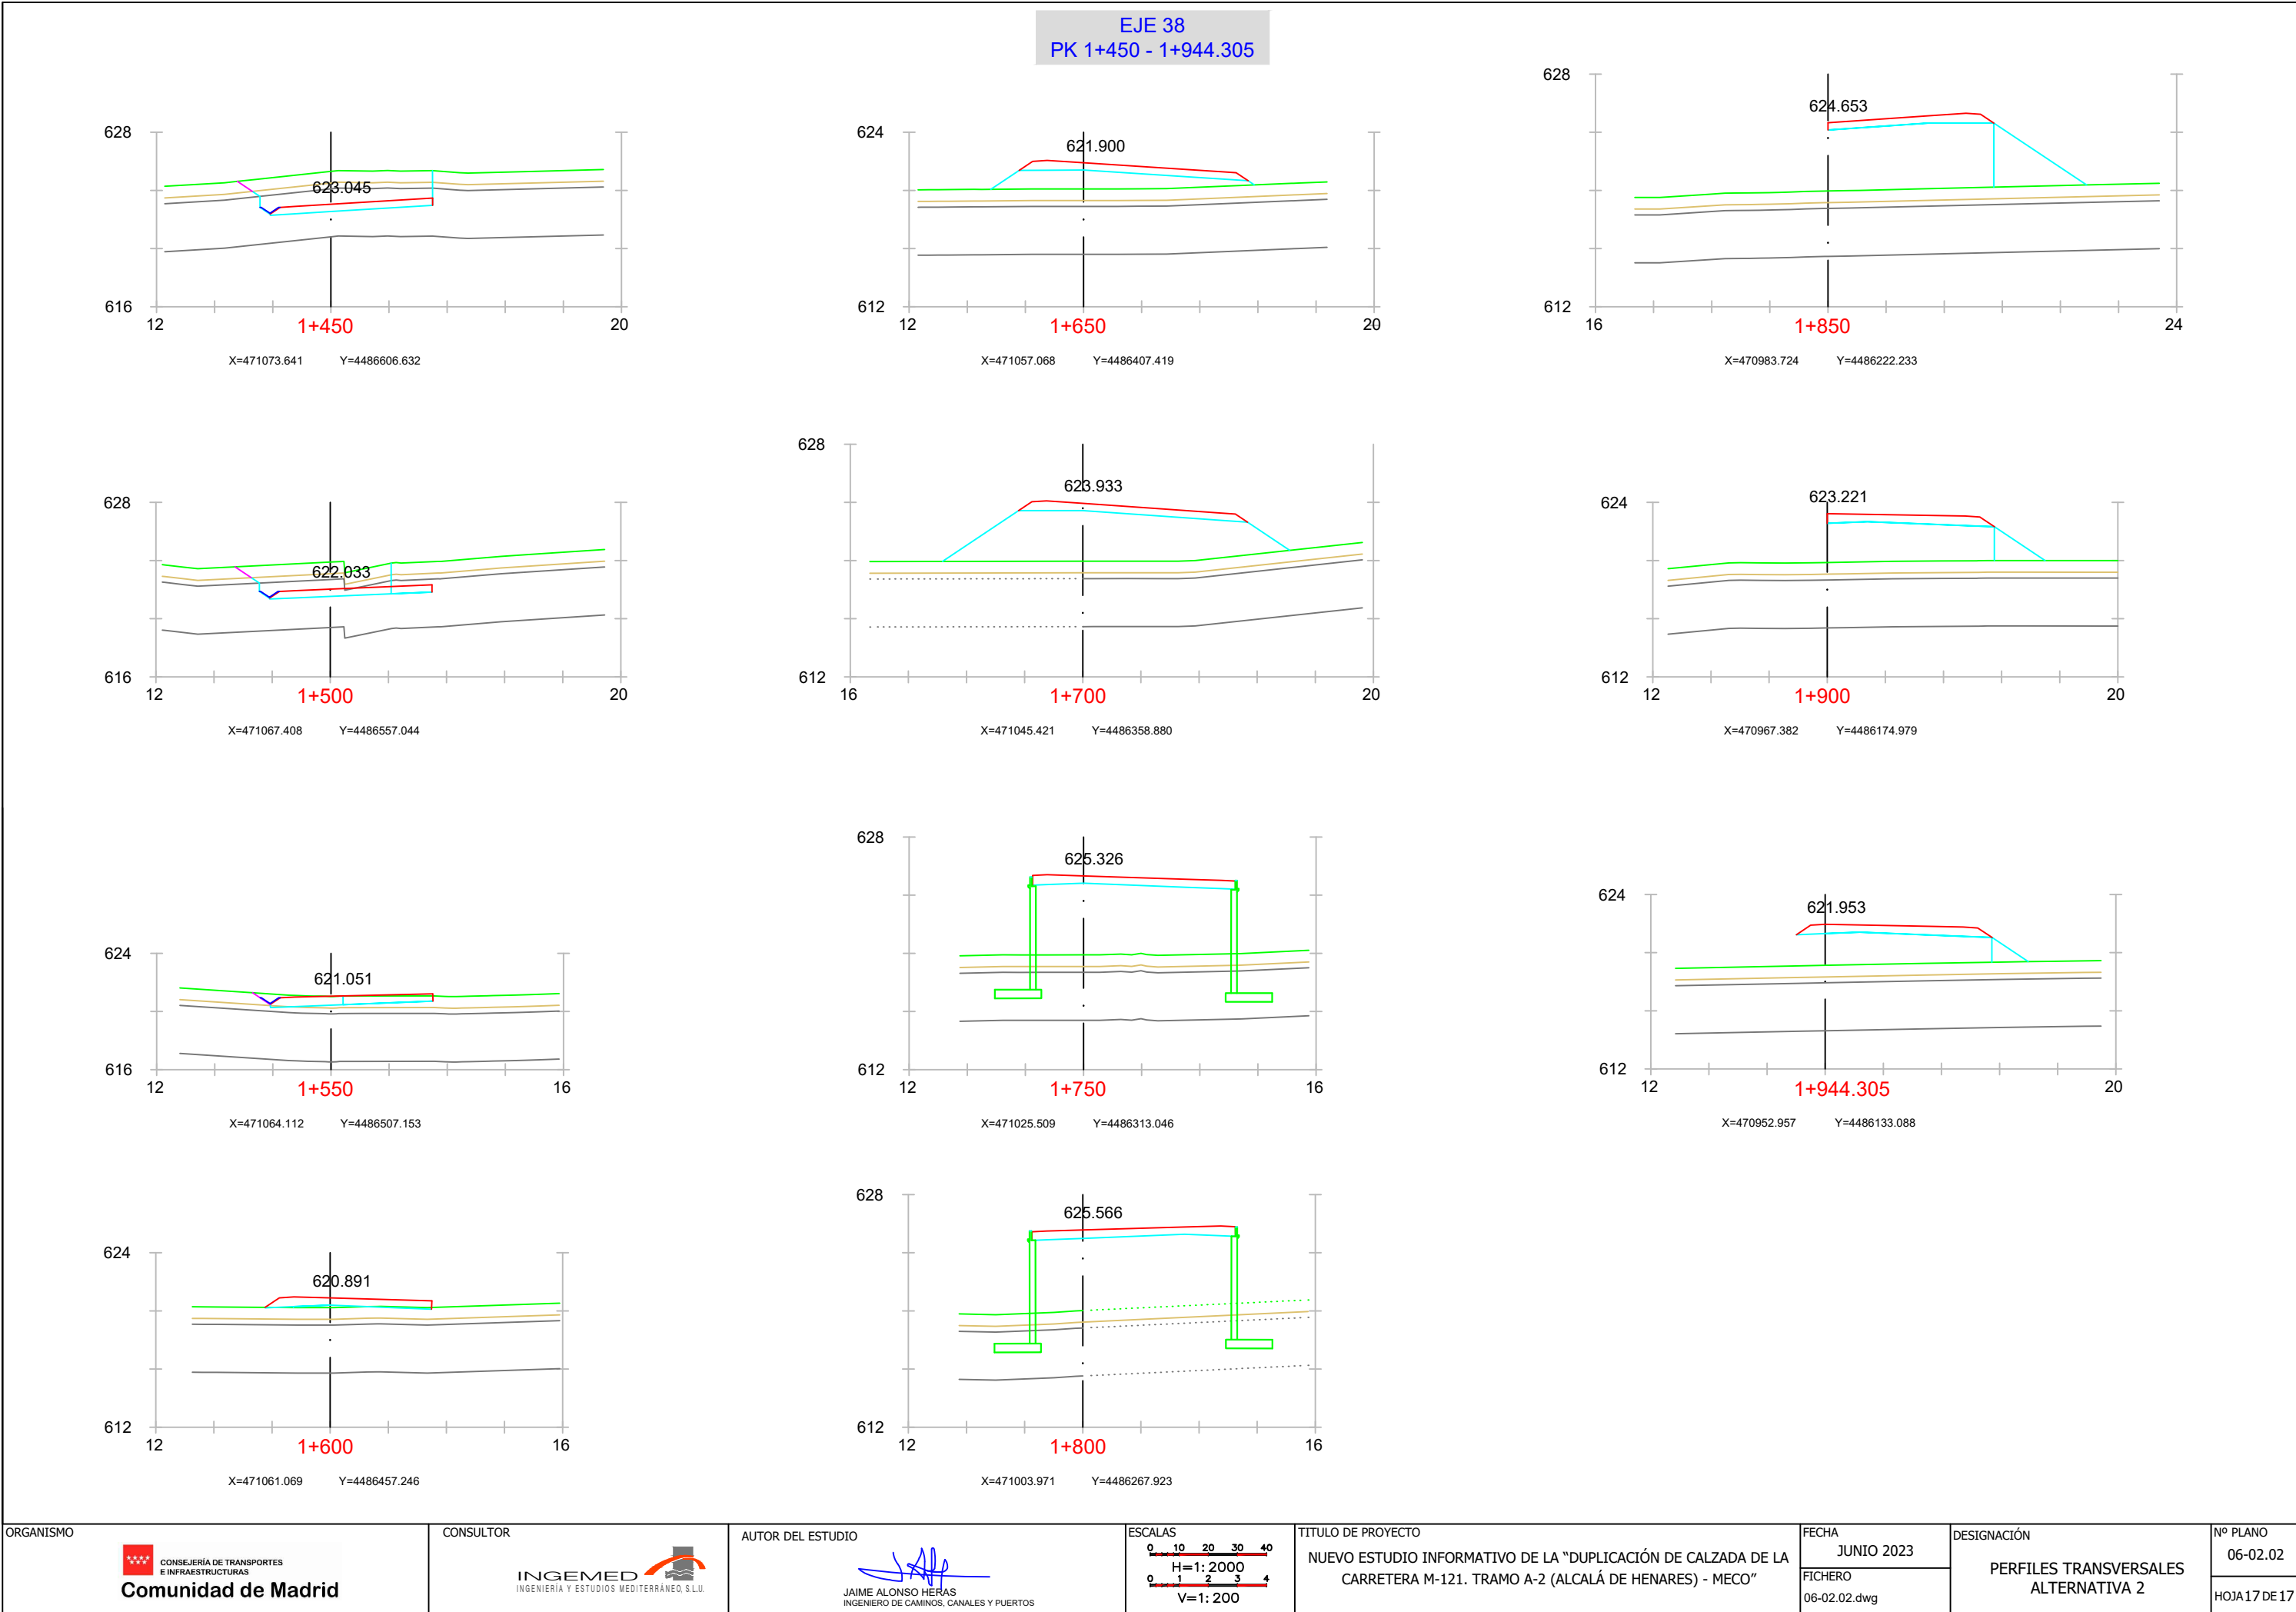 EJE 38
PK 1+450 - 1+944.305
628
623.045
616
12
20
1+450
X=471073.641 Y=4486606.632
624
621.900
612
12
20
1+650
X=471057.068 Y=4486407.419
628
624.653
612
16
24
1+850
X=470983.724 Y=4486222.233
628
622.033
616
12
20
1+500
X=471067.408 Y=4486557.044
628
623.933
612
16
20
1+700
X=471045.421 Y=4486358.880
624
623.221
612
12
20
1+900
X=470967.382 Y=4486174.979
624
621.051
616
12
16
1+550
X=471064.112 Y=4486507.153
628
625.326
612
12
16
1+750
X=471025.509 Y=4486313.046
624
621.953
612
12
20
1+944.305
X=470952.957 Y=4486133.088
624
620.891
612
12
16
1+600
X=471061.069 Y=4486457.246
628
625.566
612
12
16
1+800
X=471003.971 Y=4486267.923
ORGANISMO
CONSEJERÍA DE TRANSPORTES
E INFRAESTRUCTURAS
Comunidad de Madrid
CONSULTOR
INGEMED
INGENIERÍA Y ESTUDIOS MEDITERRÁNEO, S.L.U.
AUTOR DEL ESTUDIO
JAIME ALONSO HERAS
INGENIERO DE CAMINOS, CANALES Y PUERTOS
ESCALAS
0 10 20 30 40
H=1:2000
0 1 2 3 4
V=1:200
TITULO DE PROYECTO
NUEVO ESTUDIO INFORMATIVO DE LA “DUPLICACIÓN DE CALZADA DE LA
CARRETERA M-121. TRAMO A-2 (ALCALÁ DE HENARES) - MECO”
FECHA
JUNIO 2023
FICHERO
06-02.02.dwg
DESIGNACIÓN
PERFILES TRANSVERSALES
ALTERNATIVA 2
Nº PLANO
06-02.02
HOJA 17 DE 17